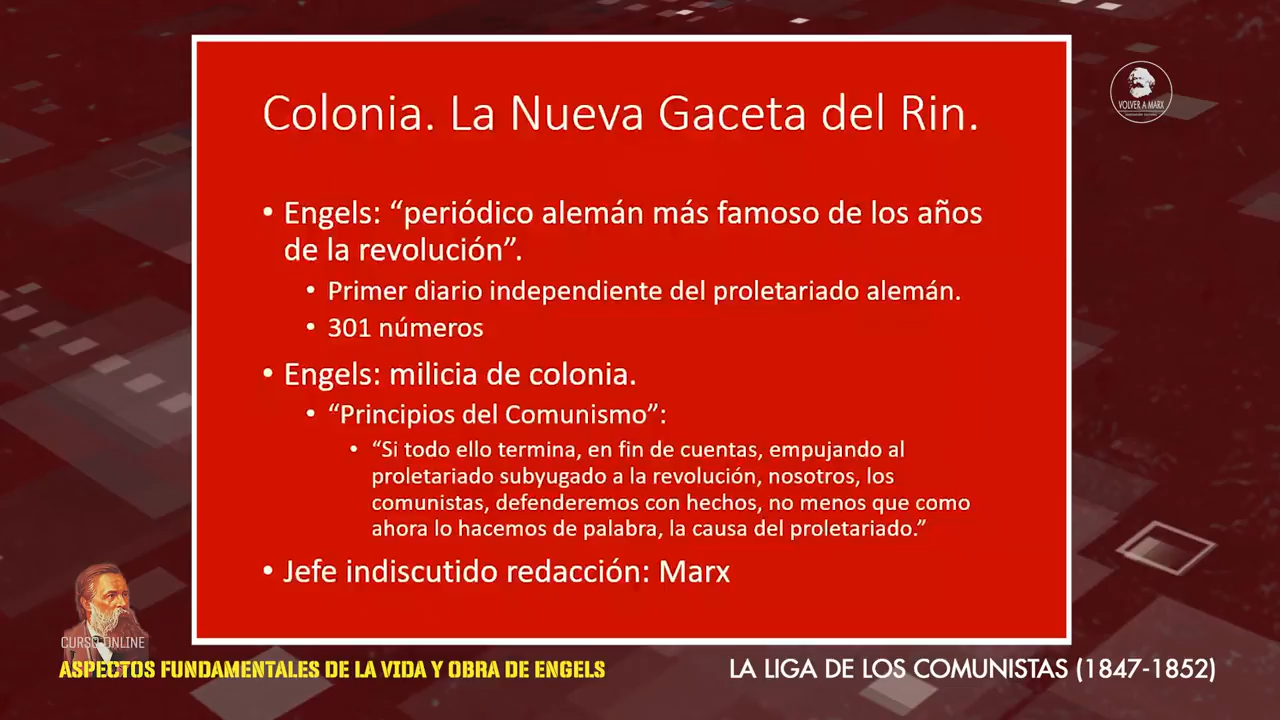 Colonia. La Nueva Gaceta del Rin.
VOLVER A MARX
• Engels: “periódico alemán más famoso de los años
de la revolución”.
• Primer diario independiente del proletariado alemán.
• 301 números
• Engels: milicia de colonia.
• “Principios del Comunismo”:
• “Si todo ello termina, en fin de cuentas, empujando al
proletariado subyugado a la revolución, nosotros, los
comunistas, defenderemos con hechos, no menos que como
ahora lo hacemos de palabra, la causa del proletariado.”
• Jefe indiscutido redacción: Marx
CURSO ONLINE
ASPECTOS FUNDAMENTALES DE LA VIDA Y OBRA DE ENGELS
LA LIGA DE LOS COMUNISTAS (1847-1852)